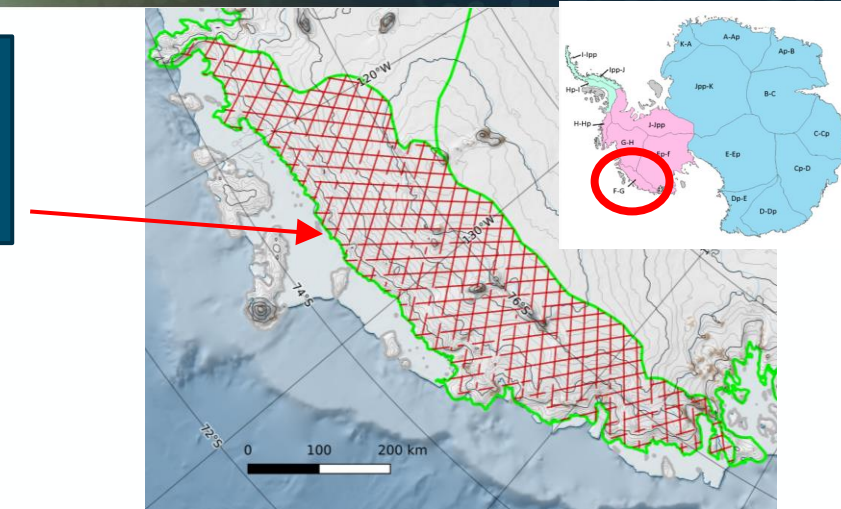 120°W
130°W
74°S
76°S
72°S
0 100 200 km
I-Ipp
Ipp-J
Hp-I
H-Hp
G-H
F-G
J-Jpp
Ep-f
K-A
A-Ap
Ap-B
Jpp-K
B-C
C-Cp
E-Ep
Cp-D
Dp-E
D-Dp